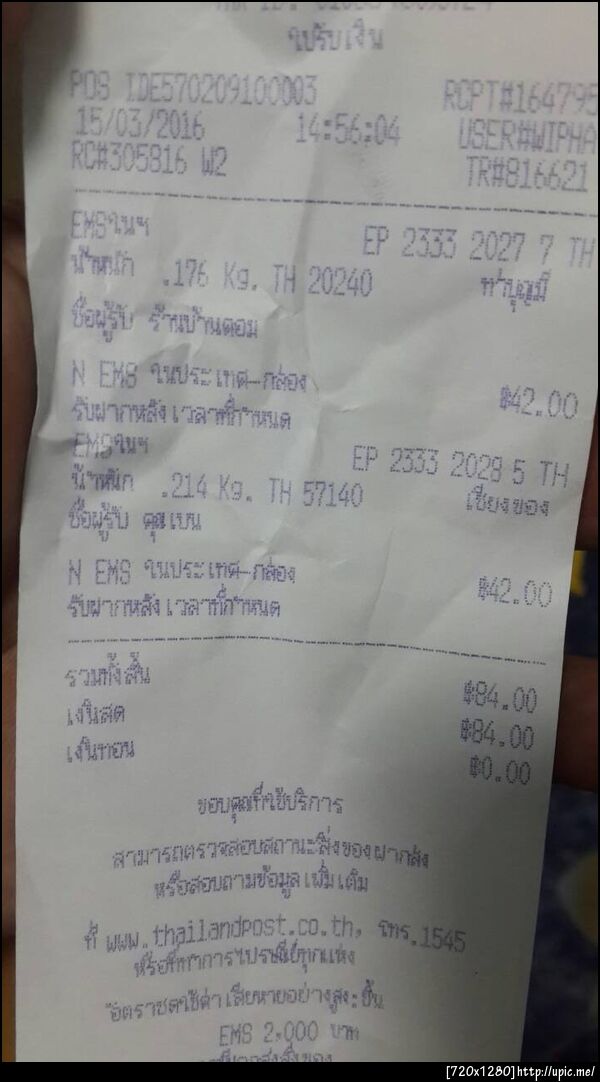 ใบรับเงิน
POS IDE570209100003 RCPT#164795
15/03/2016 14:56:04 USER#WIPHA
RC#305816 W2 TR#816621
EMSในฯ EP 2333 2027 7 TH
น้ำหนัก .176 Kg. TH 20240 ท่าบุญมี
ชื่อผู้รับ ร้านบ้านดอม
N EMS ในประเทศ-กล่อง ฿42.00
รับฝากหลังเวลาที่กำหนด
EMSในฯ EP 2333 2028 5 TH
น้ำหนัก .214 Kg. TH 57140 เชียงของ
ชื่อผู้รับ คุณเบน
N EMS ในประเทศ-กล่อง ฿42.00
รับฝากหลังเวลาที่กำหนด
รวมทั้งสิ้น ฿84.00
เงินสด ฿84.00
เงินทอน ฿0.00
ขอบคุณที่ใช้บริการ
สามารถตรวจสอบสถานะสิ่งของฝากส่ง
หรือสอบถามข้อมูลเพิ่มเติม
ที่ www.thailandpost.co.th, โทร.1545
หรือที่ทำการไปรษณีย์ทุกแห่ง
อัตราชดใช้ค่าเสียหายอย่างสูง:ชิ้น
EMS 2,000 บาท
[720x1280]http://upic.me/